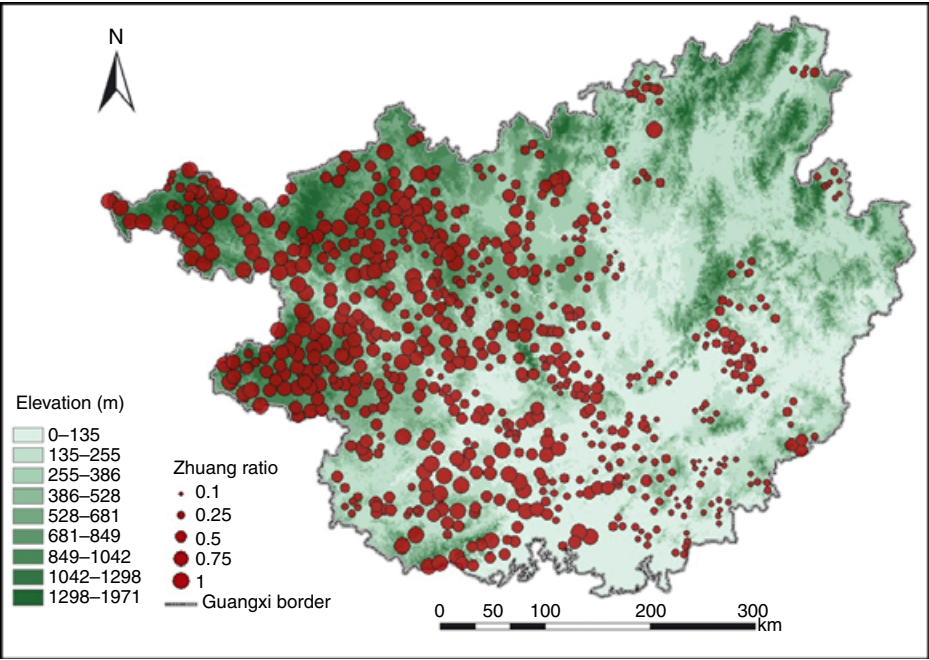 N
Elevation (m)
0–135
135–255
255–386
386–528
528–681
681–849
849–1042
1042–1298
1298–1971
Zhuang ratio
0.1
0.25
0.5
0.75
1
Guangxi border
0 50 100 200 300
km